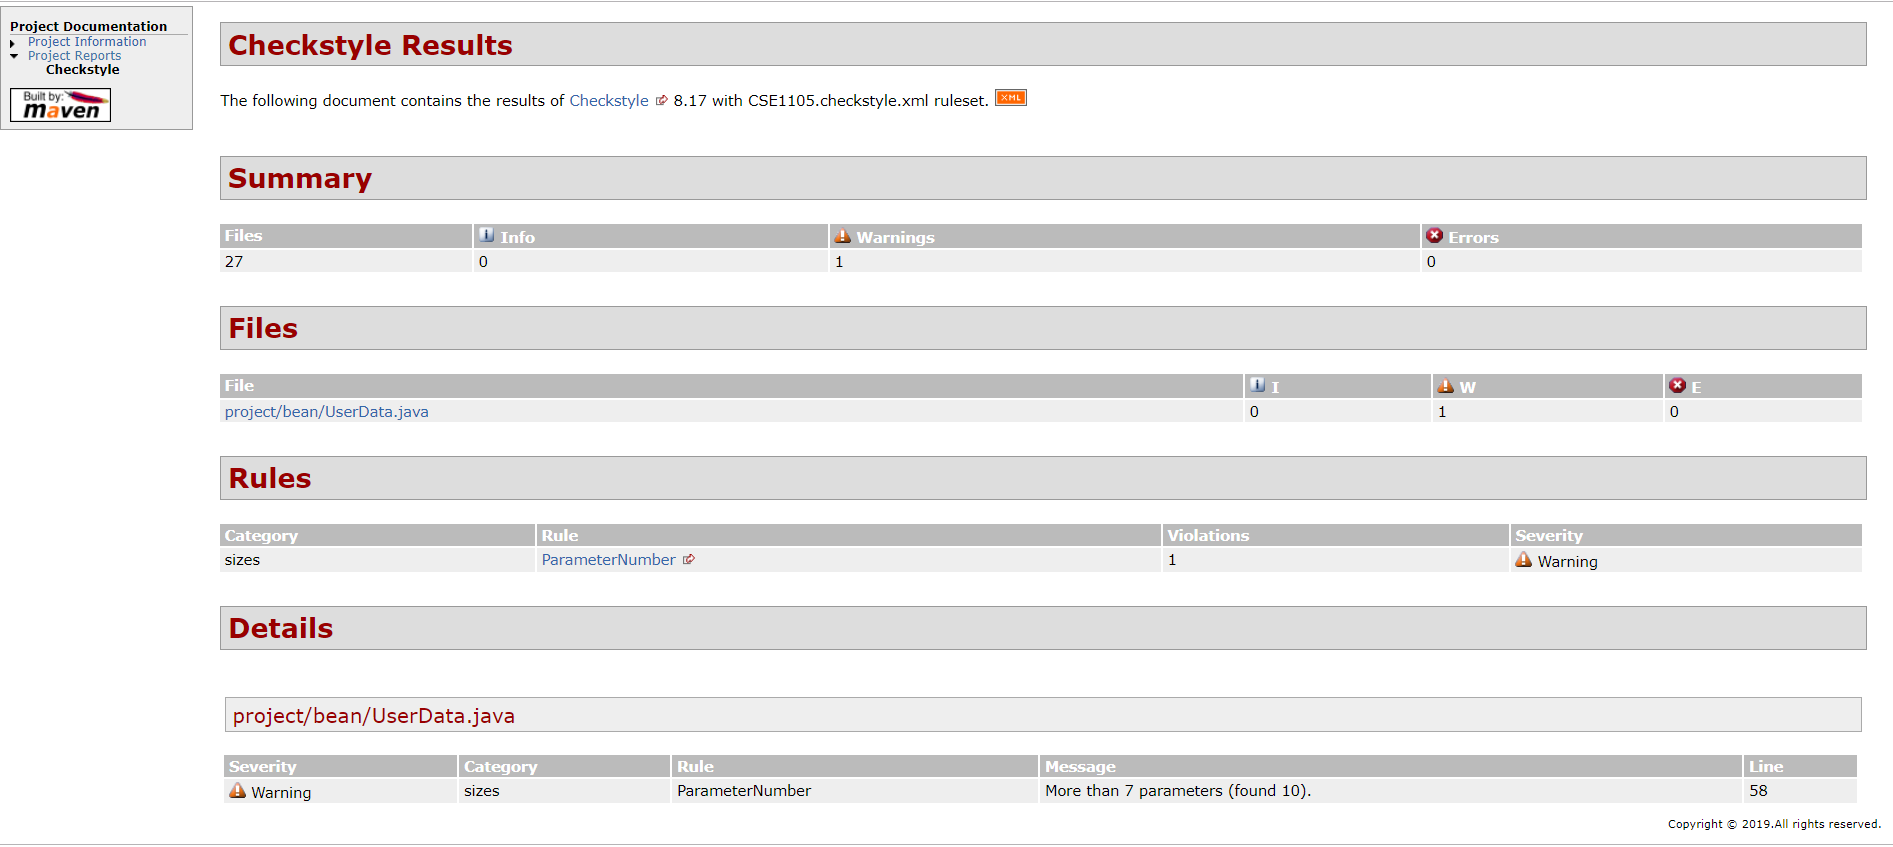 Project Documentation
Project Information
Project Reports
Checkstyle
Built by:
maven
Checkstyle Results
The following document contains the results of Checkstyle 8.17 with CSE1105.checkstyle.xml ruleset. XML
Summary
Files Info Warnings Errors
27 0 1 0
Files
File I W E
project/bean/UserData.java 0 1 0
Rules
Category Rule Violations Severity
sizes ParameterNumber 1 Warning
Details
project/bean/UserData.java
Severity Category Rule Message Line
Warning sizes ParameterNumber More than 7 parameters (found 10). 58
Copyright © 2019.All rights reserved.